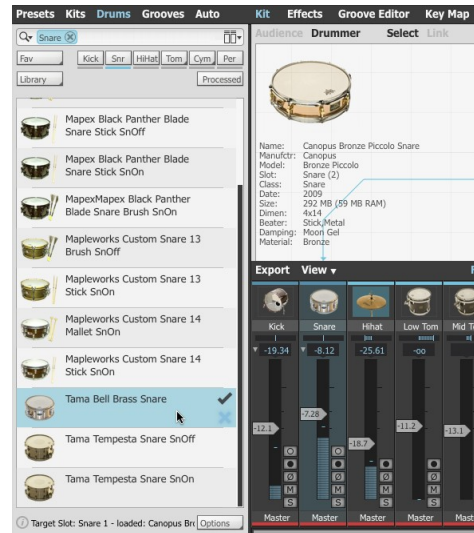 Presets Kits Drums Grooves Auto
Snare
Fav Kick Snr HiHat Tom Cym Per
Library Processed
Mapex Black Panther Blade
Snare Stick SnOff
Mapex Black Panther Blade
Snare Stick SnOn
MapexMapex Black Panther
Blade Snare Brush SnOn
Mapleworks Custom Snare 13
Brush SnOff
Mapleworks Custom Snare 13
Stick SnOn
Mapleworks Custom Snare 14
Mallet SnOn
Mapleworks Custom Snare 14
Stick SnOn
Tama Bell Brass Snare
Tama Tempesta Snare SnOff
Tama Tempesta Snare SnOn
Target Slot: Snare 1 - loaded: Canopus Bro Options
Kit Effects Groove Editor Key Map
Audience Drummer Select Link
Name: Canopus Bronze Piccolo Snare
Manufctr: Canopus
Model: Bronze Piccolo
Slot: Snare (2)
Class: Snare
Date: 2009
Size: 292 MB (59 MB RAM)
Dimen: 4x14
Beater: Stick,Metal
Damping: Moon Gel
Material: Bronze
Export View
Kick Snare Hihat Low Tom Mid T
-19.34 -8.12 -25.61 -oo
-12.1 -7.28 -18.7 -11.2 -13.1
Ø Ø Ø Ø
M M M M
S S S S
Master Master Master Master Mast